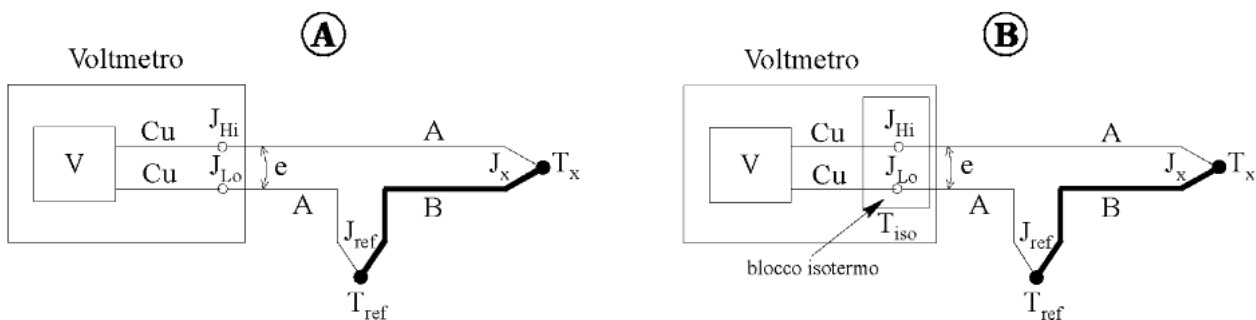 A
Voltmetro
V
Cu
Cu
J_Hi
J_Lo
e
A
A
B
J_x
T_x
J_ref
T_ref
B
Voltmetro
V
Cu
Cu
J_Hi
J_Lo
e
A
A
B
J_x
T_x
T_iso
blocco isotermo
J_ref
T_ref